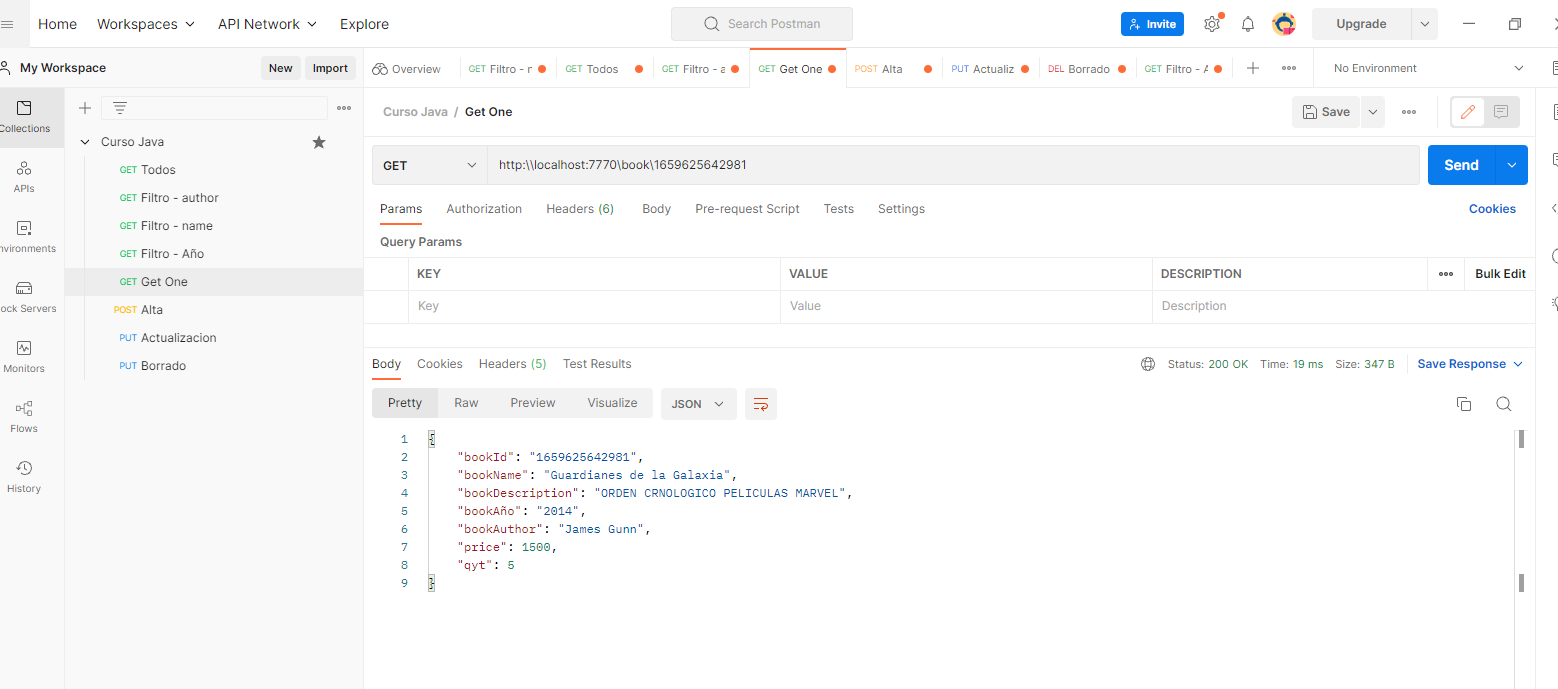 Home Workspaces API Network Explore Search Postman Invite Upgrade
My Workspace New Import Overview GET Filtro - r GET Todos GET Filtro - a GET Get One POST Alta PUT Actualiz DEL Borrado GET Filtro - A No Environment
Collections
APIs
nvironments
ock Servers
Monitors
Flows
History
Curso Java
GET Todos
GET Filtro - author
GET Filtro - name
GET Filtro - Año
GET Get One
POST Alta
PUT Actualizacion
PUT Borrado
Curso Java / Get One Save
GET http:\\localhost:7770\book\1659625642981 Send
Params Authorization Headers (6) Body Pre-request Script Tests Settings Cookies
Query Params
KEY VALUE DESCRIPTION Bulk Edit
Key Value Description
Body Cookies Headers (5) Test Results Status: 200 OK Time: 19 ms Size: 347 B Save Response
Pretty Raw Preview Visualize JSON
1 {
2 "bookId": "1659625642981",
3 "bookName": "Guardianes de la Galaxia",
4 "bookDescription": "ORDEN CRNOLOGICO PELICULAS MARVEL",
5 "bookAño": "2014",
6 "bookAuthor": "James Gunn",
7 "price": 1500,
8 "qyt": 5
9 }